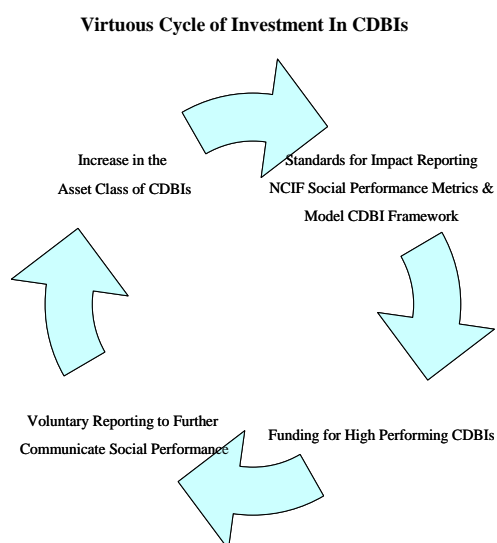 Virtuous Cycle of Investment In CDBIs
Increase in the
Asset Class of CDBIs
Standards for Impact Reporting
NCIF Social Performance Metrics &
Model CDBI Framework
Funding for High Performing CDBIs
Voluntary Reporting to Further
Communicate Social Performance